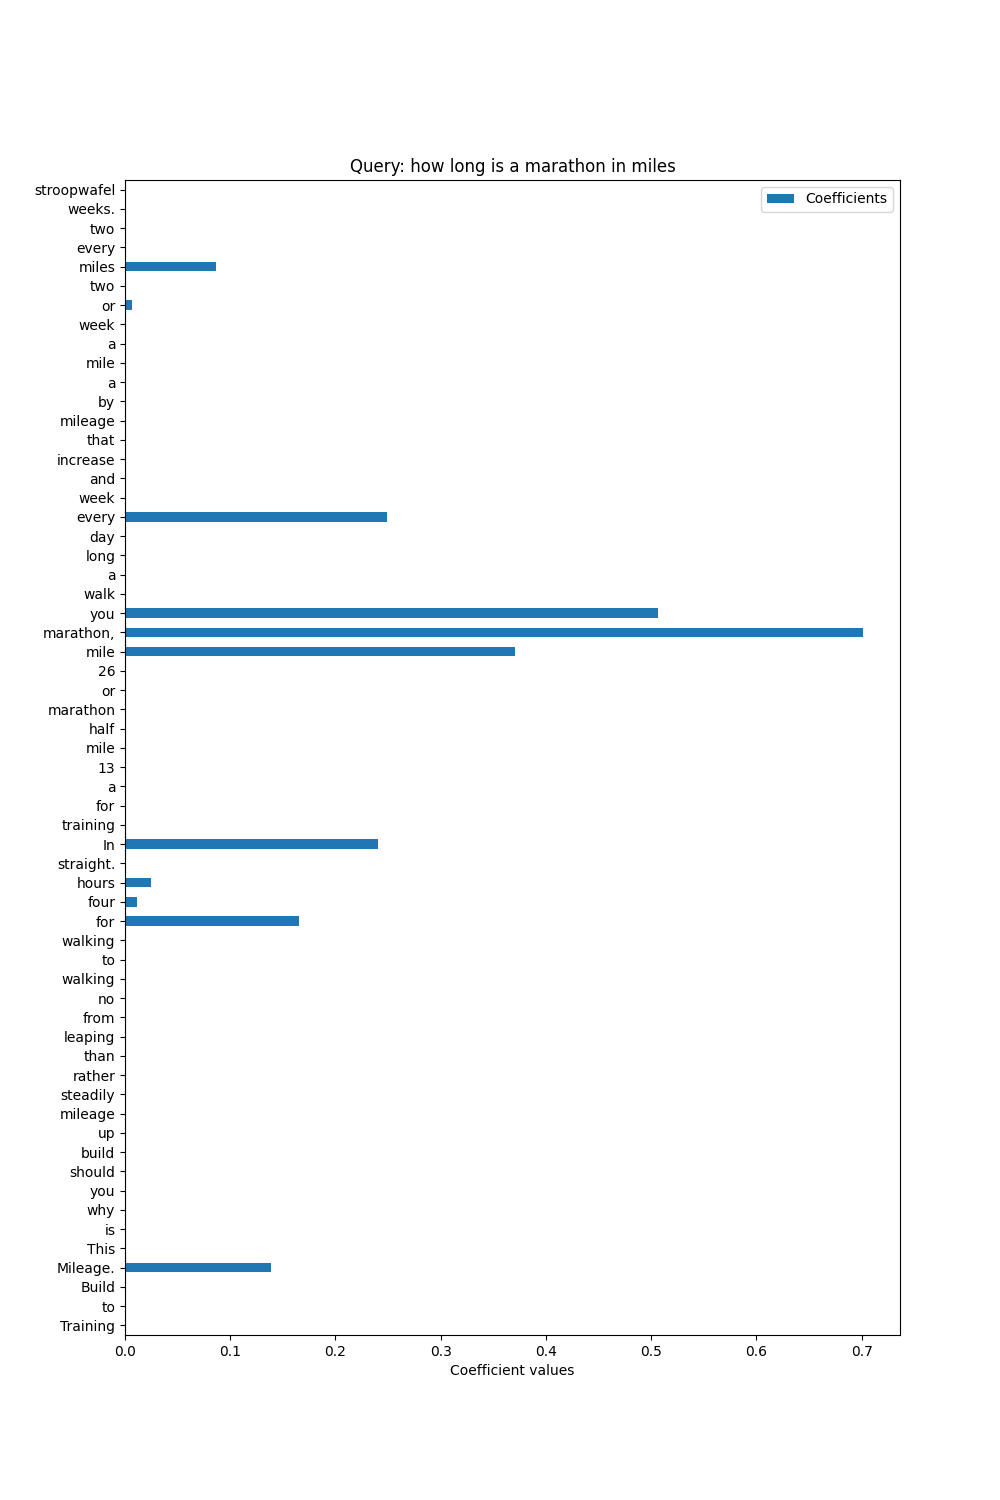 Query: how long is a marathon in miles
Coefficients
stroopwafel
weeks.
two
every
miles
two
or
week
a
mile
a
by
mileage
that
increase
and
week
every
day
long
a
walk
you
marathon,
mile
26
or
marathon
half
mile
13
a
for
training
In
straight.
hours
four
for
walking
to
walking
no
from
leaping
than
rather
steadily
mileage
up
build
should
you
why
is
This
Mileage.
Build
to
Training
0.0 0.1 0.2 0.3 0.4 0.5 0.6 0.7
Coefficient values